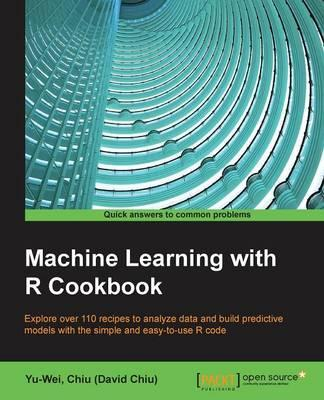 Quick answers to common problems
Machine Learning with
R Cookbook
Explore over 110 recipes to analyze data and build predictive
models with the simple and easy-to-use R code
Yu-Wei, Chiu (David Chiu)
[PACKT]
PUBLISHING
open source*
community experience distilled